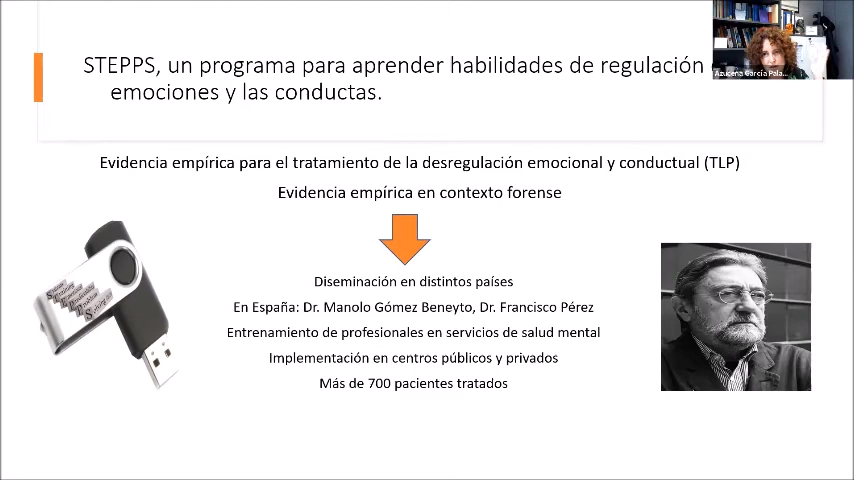 STEPPS, un programa para aprender habilidades de regulación
emociones y las conductas.
Azucena García Pala...
Evidencia empírica para el tratamiento de la desregulación emocional y conductual (TLP)
Evidencia empírica en contexto forense
Diseminación en distintos países
En España: Dr. Manolo Gómez Beneyto, Dr. Francisco Pérez
Entrenamiento de profesionales en servicios de salud mental
Implementación en centros públicos y privados
Más de 700 pacientes tratados